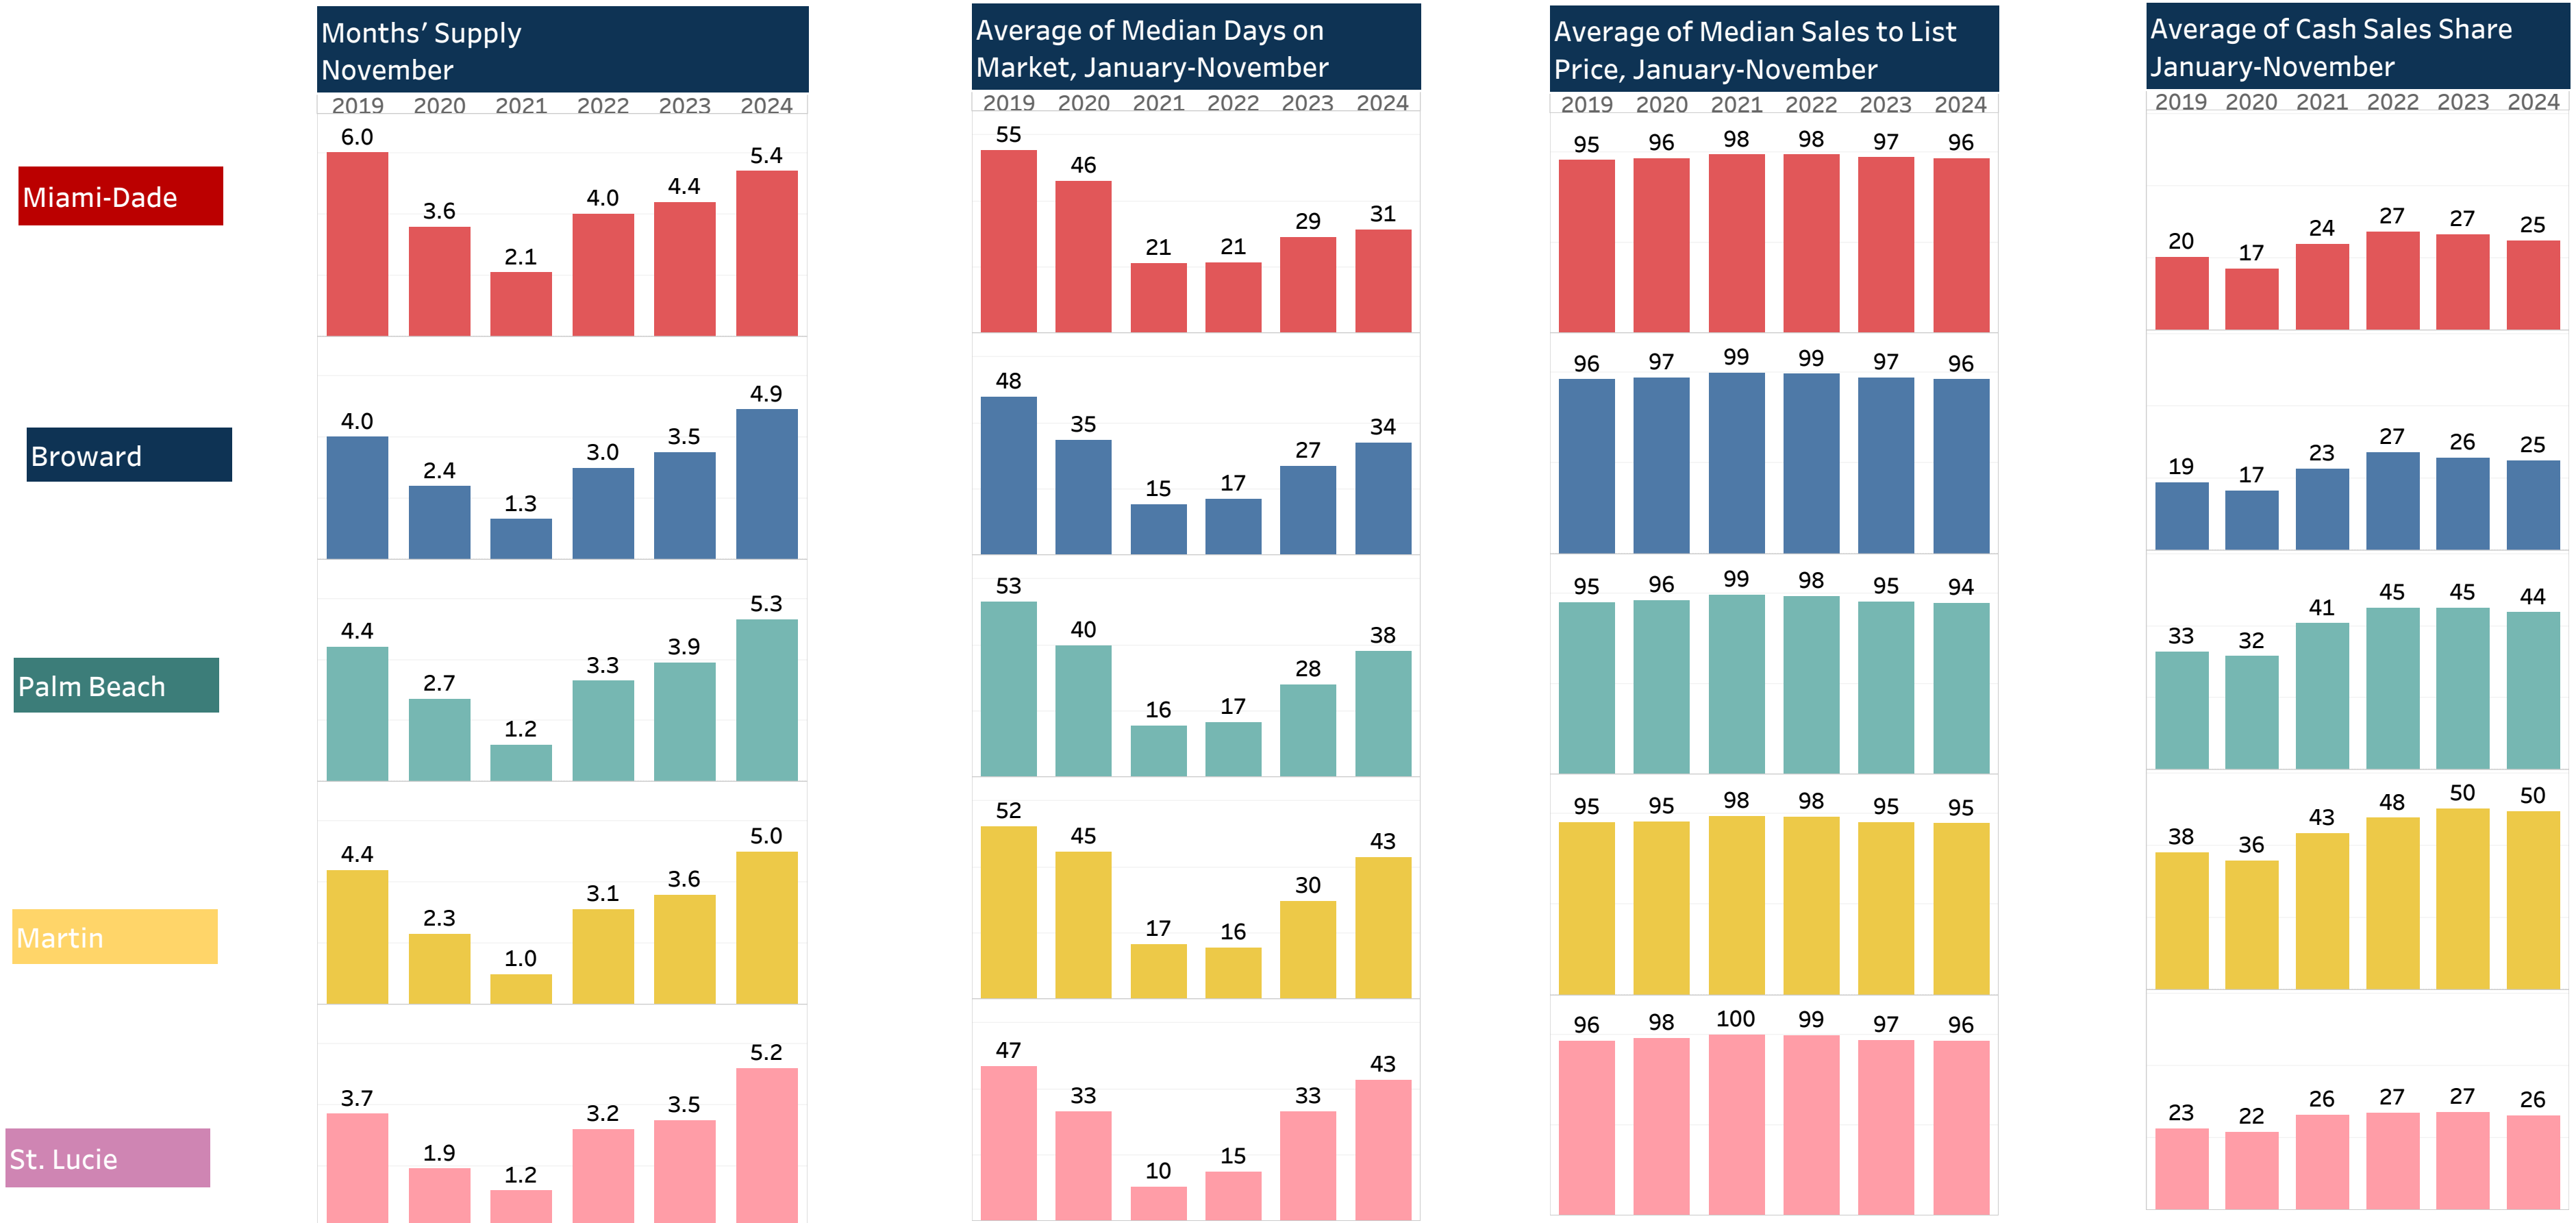 Months’ Supply
November
Average of Median Days on
Market, January-November
Average of Median Sales to List
Price, January-November
Average of Cash Sales Share
January-November
2019 2020 2021 2022 2023 2024
2019 2020 2021 2022 2023 2024
2019 2020 2021 2022 2023 2024
2019 2020 2021 2022 2023 2024
Miami-Dade
6.0 3.6 2.1 4.0 4.4 5.4
55 46 21 21 29 31
95 96 98 98 97 96
20 17 24 27 27 25
Broward
4.0 2.4 1.3 3.0 3.5 4.9
48 35 15 17 27 34
96 97 99 99 97 96
19 17 23 27 26 25
Palm Beach
4.4 2.7 1.2 3.3 3.9 5.3
53 40 16 17 28 38
95 96 99 98 95 94
33 32 41 45 45 44
Martin
4.4 2.3 1.0 3.1 3.6 5.0
52 45 17 16 30 43
95 95 98 98 95 95
38 36 43 48 50 50
St. Lucie
3.7 1.9 1.2 3.2 3.5 5.2
47 33 10 15 33 43
96 98 100 99 97 96
23 22 26 27 27 26